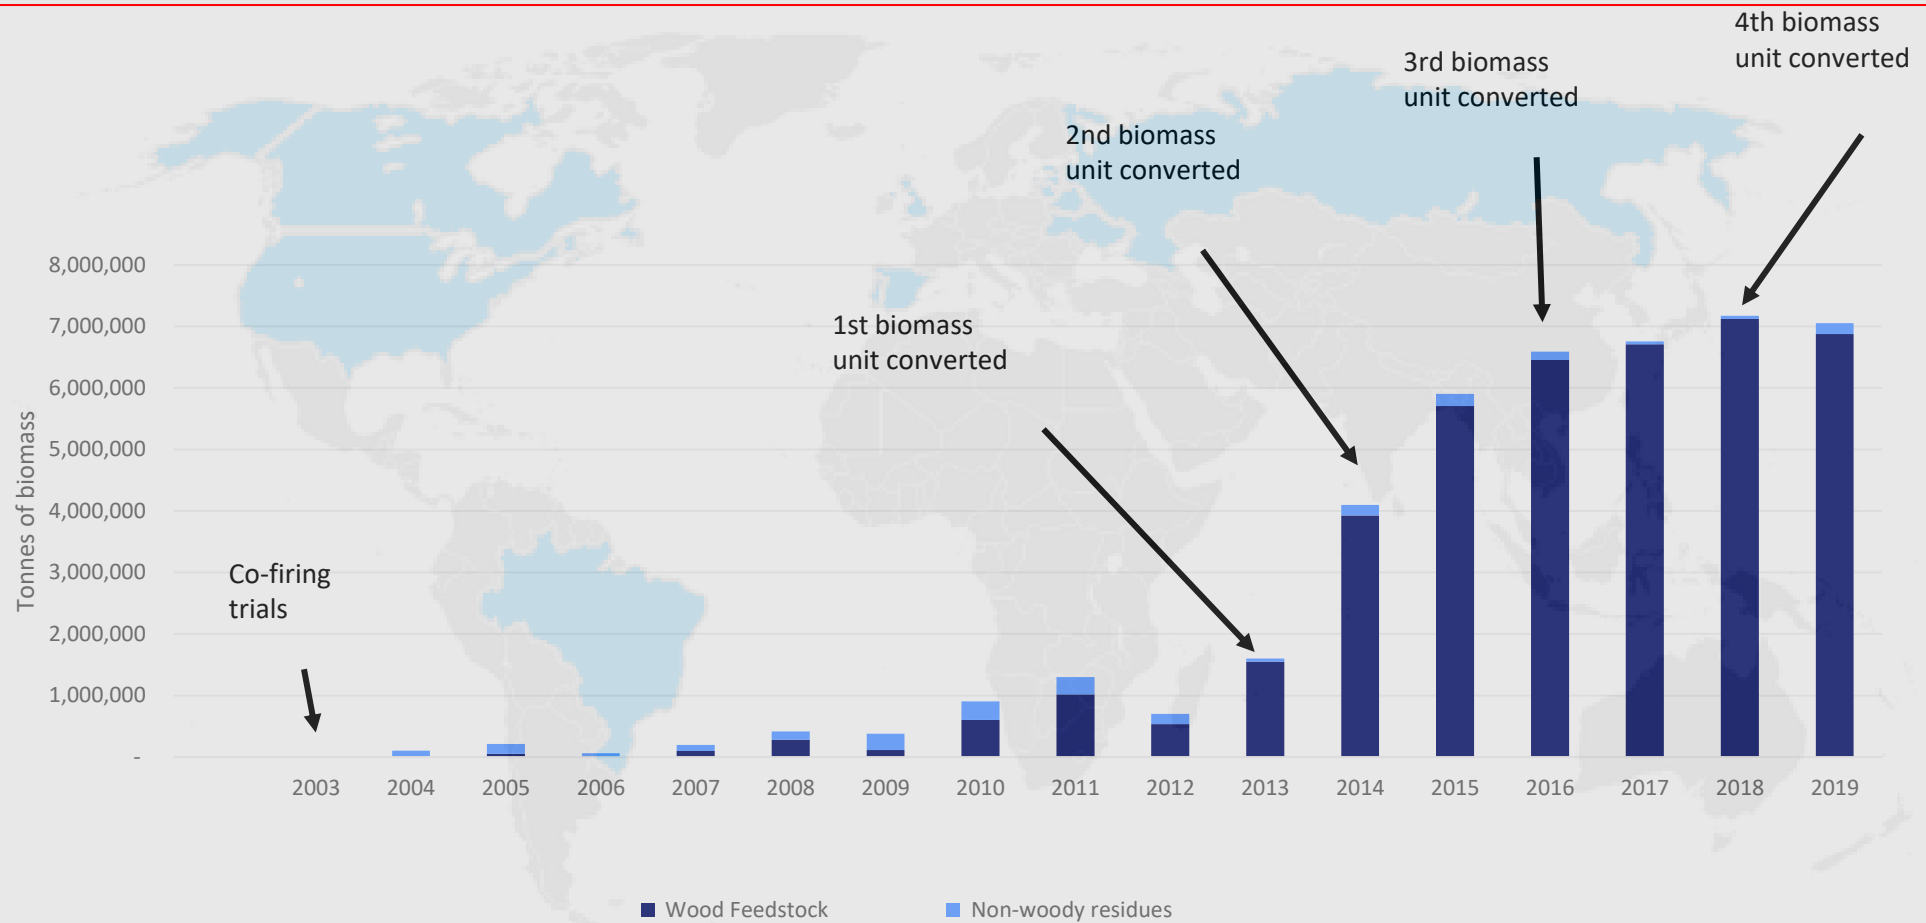 4th biomass
unit converted
3rd biomass
unit converted
2nd biomass
unit converted
1st biomass
unit converted
Co-firing
trials
Tonnes of biomass
8,000,000
7,000,000
6,000,000
5,000,000
4,000,000
3,000,000
2,000,000
1,000,000
-
2003 2004 2005 2006 2007 2008 2009 2010 2011 2012 2013 2014 2015 2016 2017 2018 2019
Wood Feedstock Non-woody residues